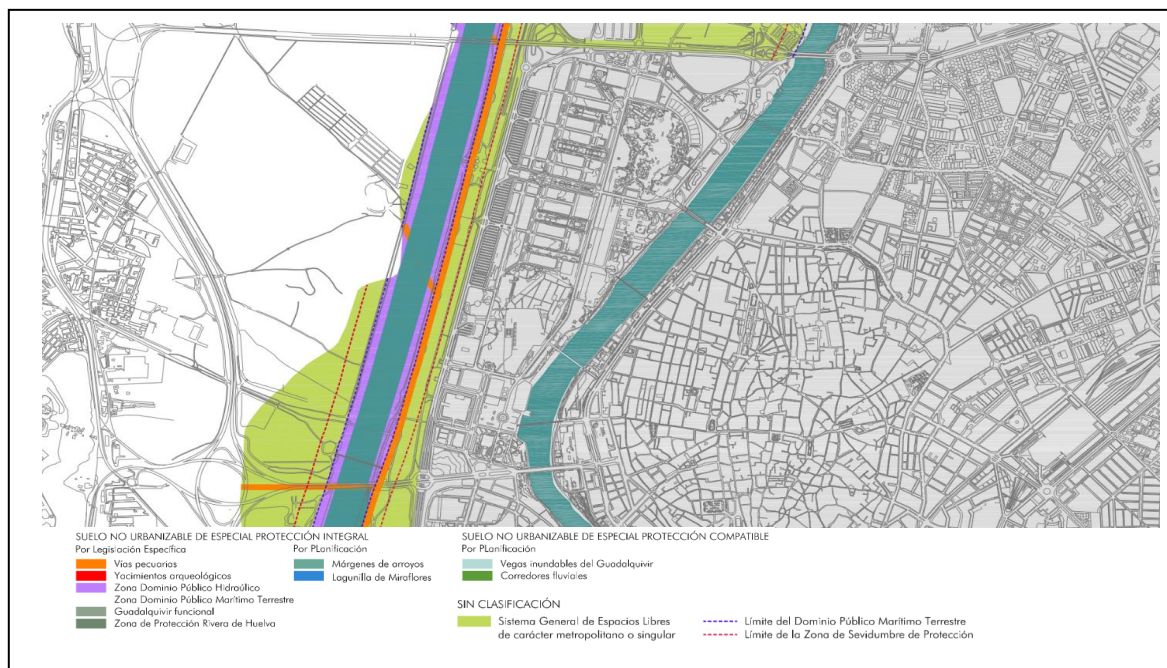 SUELO NO URBANIZABLE DE ESPECIAL PROTECCIÓN INTEGRAL
Por Legislación Específica
Vías pecuarias
Yacimientos arqueológicos
Zona Dominio Público Hidraúlico
Zona Dominio Público Marítimo Terrestre
Guadalquivir funcional
Zona de Protección Rivera de Huelva
Por PLanificación
Márgenes de arroyos
Lagunilla de Miraflores
SUELO NO URBANIZABLE DE ESPECIAL PROTECCIÓN COMPATIBLE
Por PLanificación
Vegas inundables del Guadalquivir
Corredores fluviales
SIN CLASIFICACIÓN
Sistema General de Espacios Libres
de carácter metropolitano o singular
Límite del Dominio Público Marítimo Terrestre
Límite de la Zona de Sevidumbre de Protección